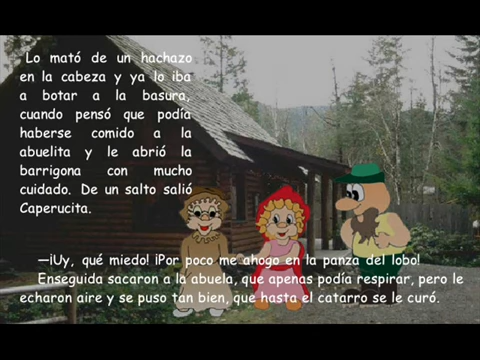 Lo mató de un hachazo
en la cabeza y ya lo iba
a botar a la basura,
cuando pensó que podía
haberse comido a la
abuelita y le abrió la
barrigona con mucho
cuidado. De un salto salió
Caperucita.
—¡Uy, qué miedo! ¡Por poco me ahogo en la panza del lobo!
Enseguida sacaron a la abuela, que apenas podía respirar, pero le
echaron aire y se puso tan bien, que hasta el catarro se le curó.